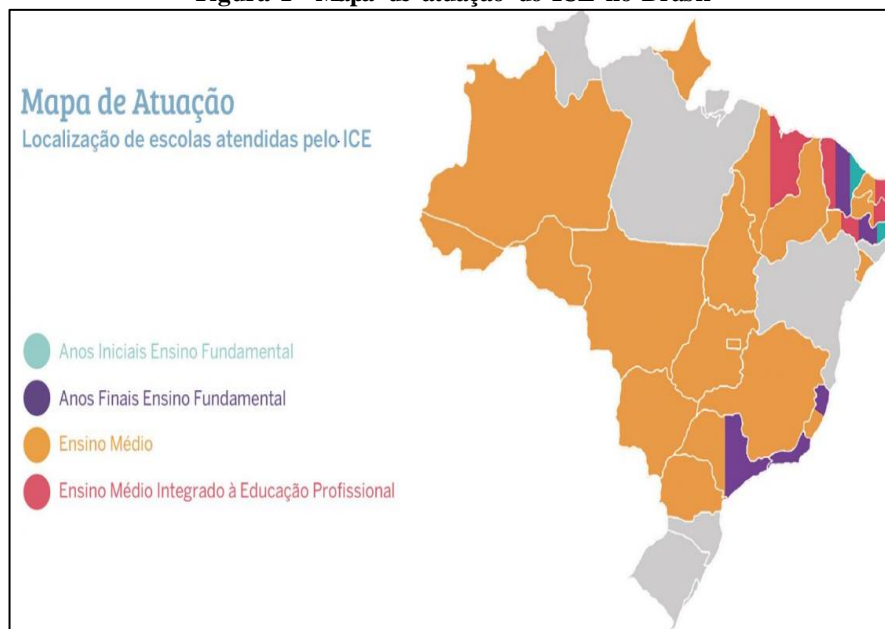 Figura 1 - Mapa de atuação do ICE no Brasil
Mapa de Atuação
Localização de escolas atendidas pelo ICE
Anos Iniciais Ensino Fundamental
Anos Finais Ensino Fundamental
Ensino Médio
Ensino Médio Integrado à Educação Profissional